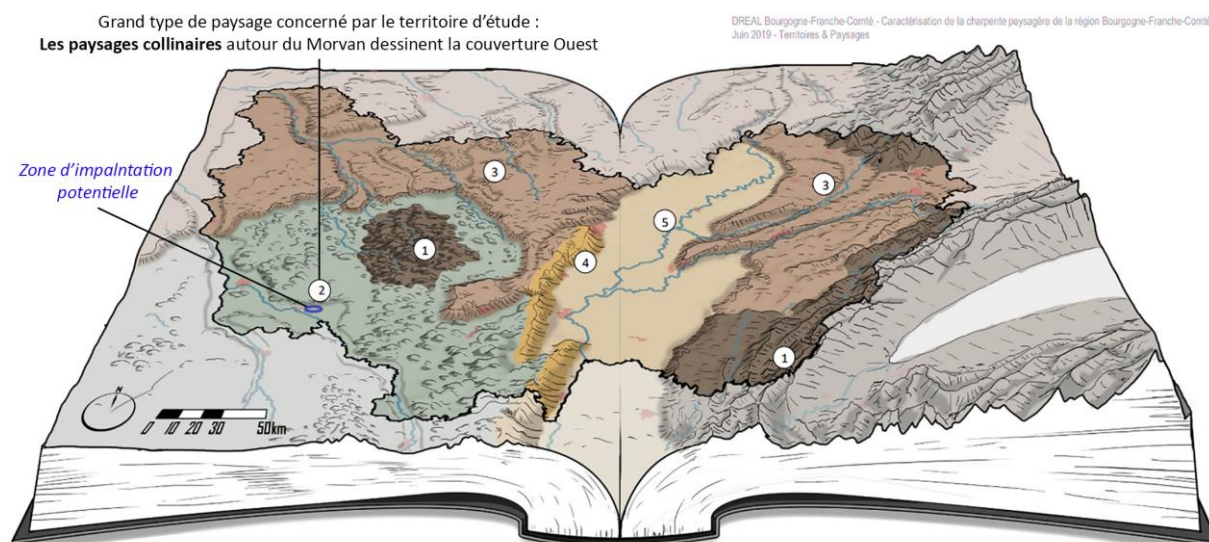 Grand type de paysage concerné par le territoire d'étude :
Les paysages collinaires autour du Morvan dessinent la couverture Ouest
DREAL Bourgogne-Franche-Comté - Caractérisation de la charpente paysagère de la région Bourgogne-Franche-Comté
Juin 2019 - Territoires & Paysages
Zone d'impalntation
potentielle
3
3
5
1
4
2
1
N
0 10 20 30 50km